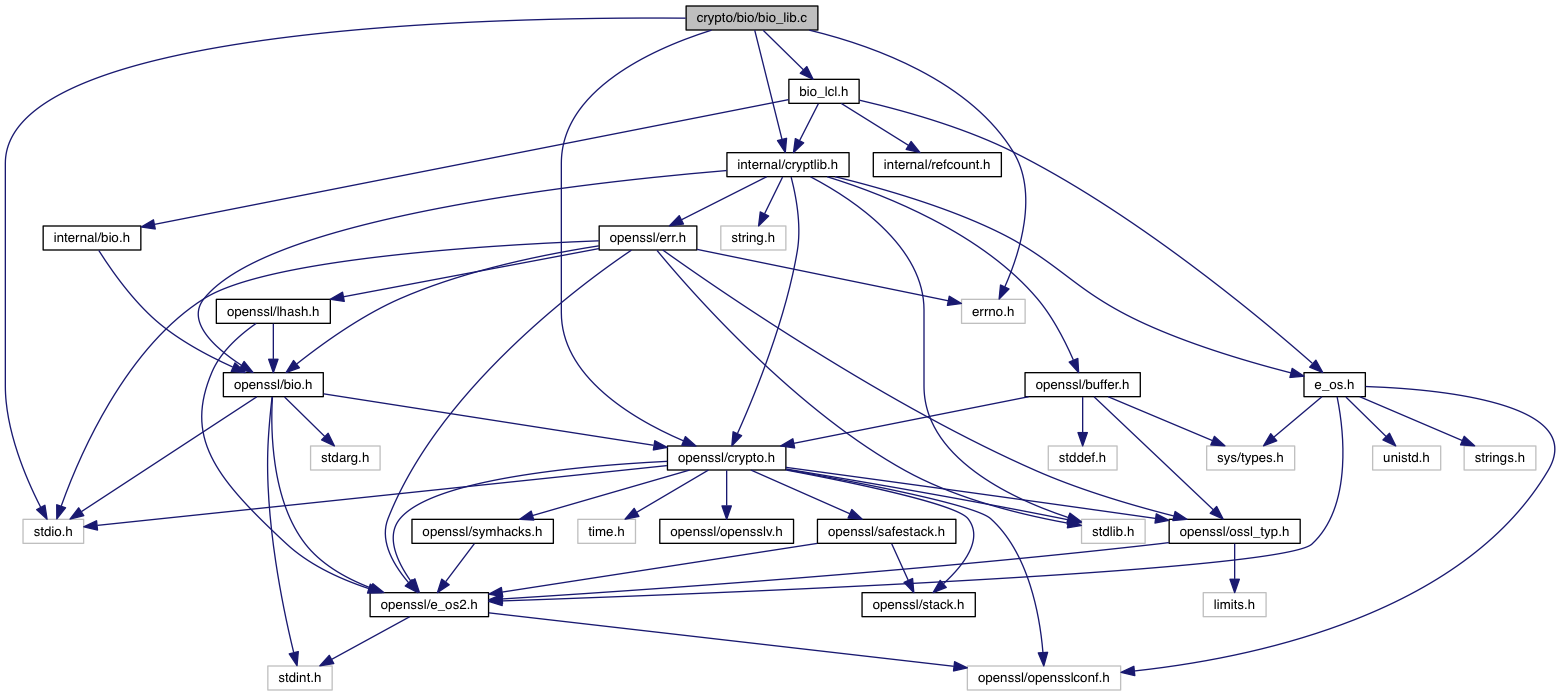 crypto/bio/bio_lib.c
bio_lcl.h
internal/cryptlib.h
internal/refcount.h
internal/bio.h
openssl/err.h
string.h
openssl/lhash.h
errno.h
openssl/bio.h
openssl/buffer.h
e_os.h
stdarg.h
openssl/crypto.h
stddef.h
sys/types.h
unistd.h
strings.h
stdio.h
openssl/symhacks.h
time.h
openssl/opensslv.h
openssl/safestack.h
stdlib.h
openssl/ossl_typ.h
openssl/e_os2.h
openssl/stack.h
limits.h
stdint.h
openssl/opensslconf.h